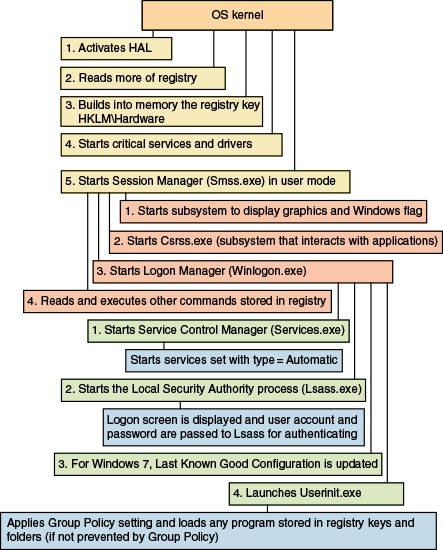 OS kernel
1. Activates HAL
2. Reads more of registry
3. Builds into memory the registry key
HKLM\Hardware
4. Starts critical services and drivers
5. Starts Session Manager (Smss.exe) in user mode
1. Starts subsystem to display graphics and Windows flag
2. Starts Csrss.exe (subsystem that interacts with applications)
3. Starts Logon Manager (Winlogon.exe)
4. Reads and executes other commands stored in registry
1. Starts Service Control Manager (Services.exe)
Starts services set with type = Automatic
2. Starts the Local Security Authority process (Lsass.exe)
Logon screen is displayed and user account and
password are passed to Lsass for authenticating
3. For Windows 7, Last Known Good Configuration is updated
4. Launches Userinit.exe
Applies Group Policy setting and loads any program stored in registry keys and
folders (if not prevented by Group Policy)